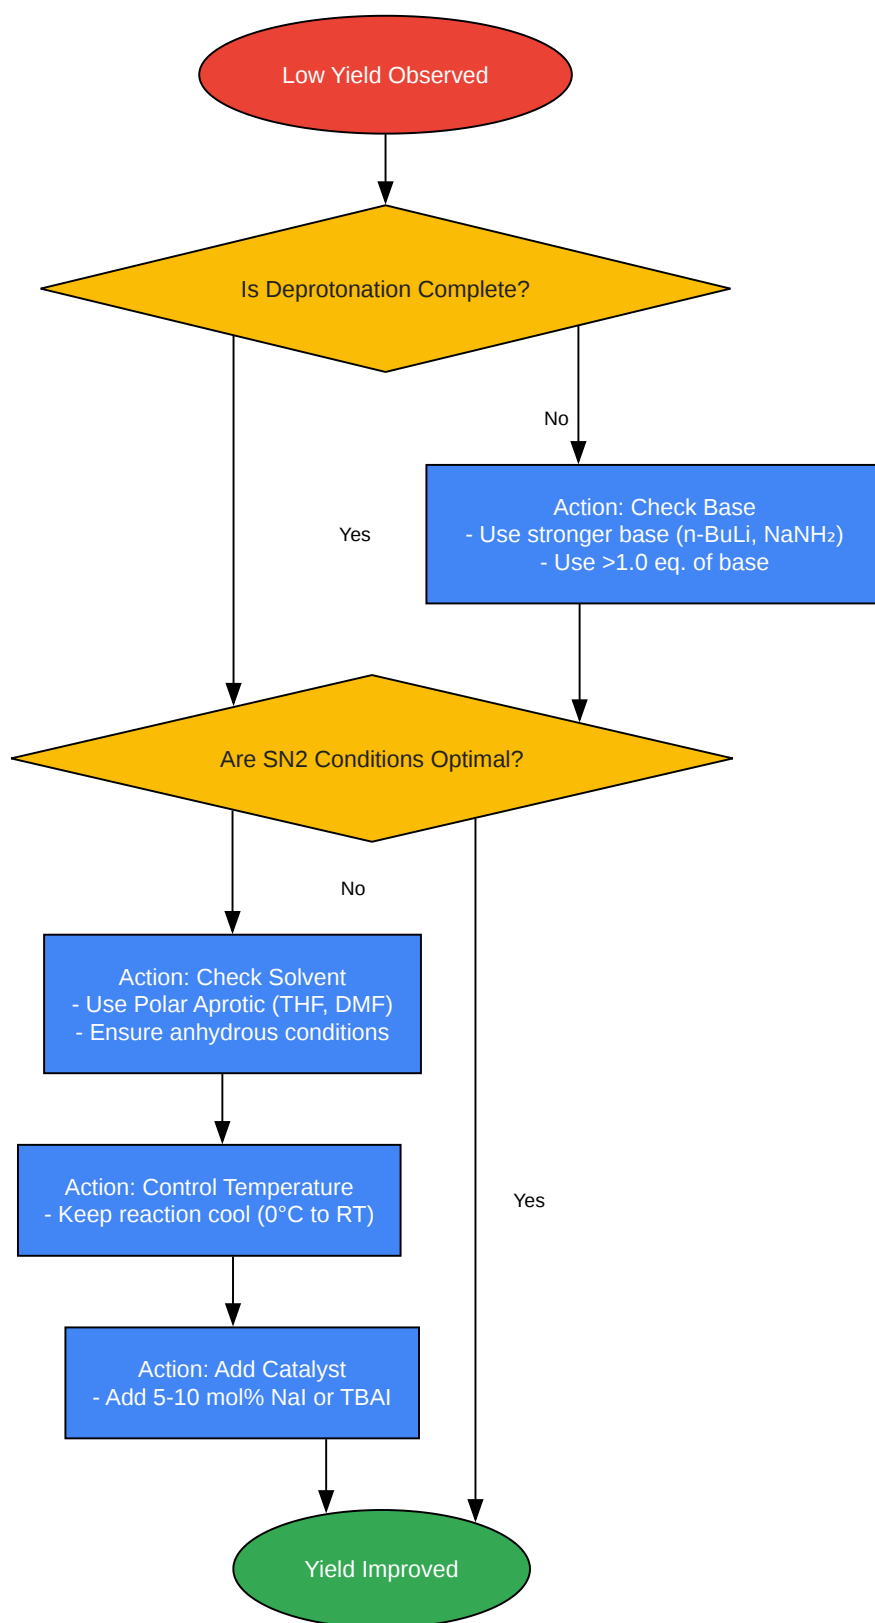 Low Yield Observed
Is Deprotonation Complete?
No
Action: Check Base
- Use stronger base (n-BuLi, NaNH₂)
- Use >1.0 eq. of base
Yes
Are SN2 Conditions Optimal?
No
Action: Check Solvent
- Use Polar Aprotic (THF, DMF)
- Ensure anhydrous conditions
Action: Control Temperature
- Keep reaction cool (0°C to RT)
Yes
Action: Add Catalyst
- Add 5-10 mol% NaI or TBAI
Yield Improved